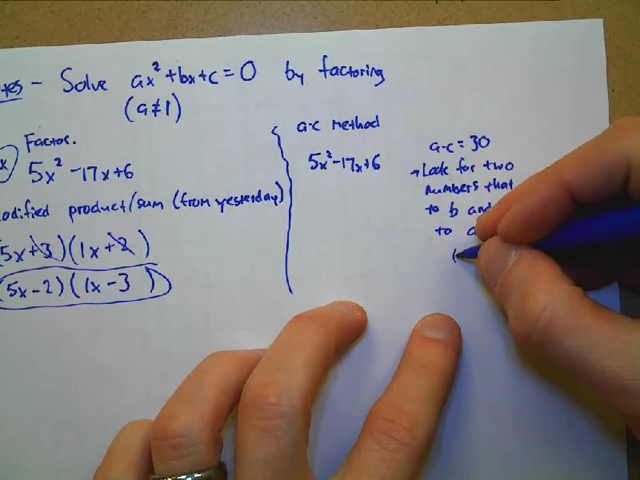 tes - Solve ax² + bx + c = 0 by factoring
(a≠1)
Factor.
5x² - 17x + 6
odified product/sum (from yesterday)
(5x+3)(1x+2)
(5x-2)(1x-3)
a·c method
5x² - 17x + 6
a·c = 30
→Look for two
numbers that
to b and
to a